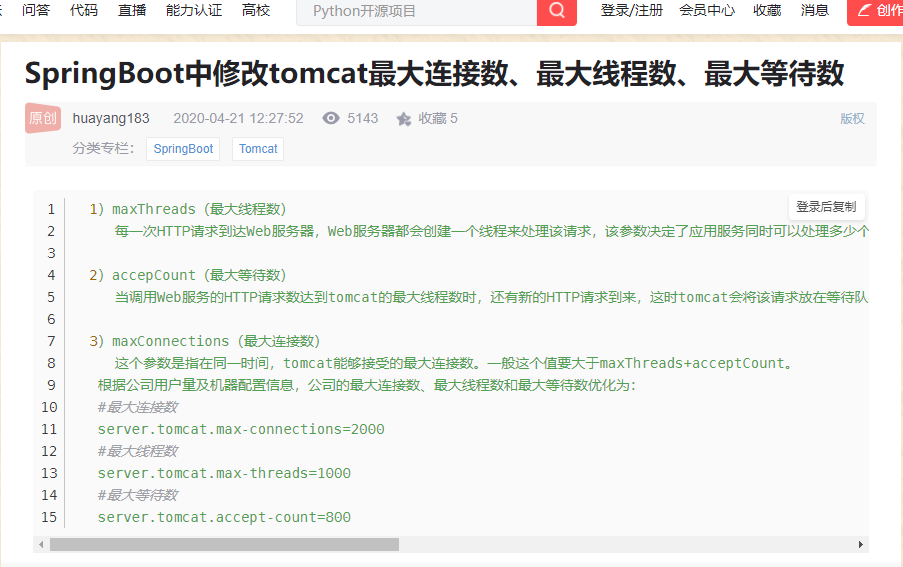 问答 代码 直播 能力认证 高校 Python开源项目 登录/注册 会员中心 收藏 消息 创作
SpringBoot中修改tomcat最大连接数、最大线程数、最大等待数
原创 huayang183 2020-04-21 12:27:52 5143 收藏 5 版权
分类专栏： SpringBoot Tomcat
登录后复制
1 1）maxThreads（最大线程数）
2 每一次HTTP请求到达Web服务器，Web服务器都会创建一个线程来处理该请求，该参数决定了应用服务同时可以处理多少个
3
4 2）accepCount（最大等待数）
5 当调用Web服务的HTTP请求数达到tomcat的最大线程数时，还有新的HTTP请求到来，这时tomcat会将该请求放在等待队
6
7 3）maxConnections（最大连接数）
8 这个参数是指在同一时间，tomcat能够接受的最大连接数。一般这个值要大于maxThreads+acceptCount。
9 根据公司用户量及机器配置信息，公司的最大连接数、最大线程数和最大等待数优化为：
10 #最大连接数
11 server.tomcat.max-connections=2000
12 #最大线程数
13 server.tomcat.max-threads=1000
14 #最大等待数
15 server.tomcat.accept-count=800